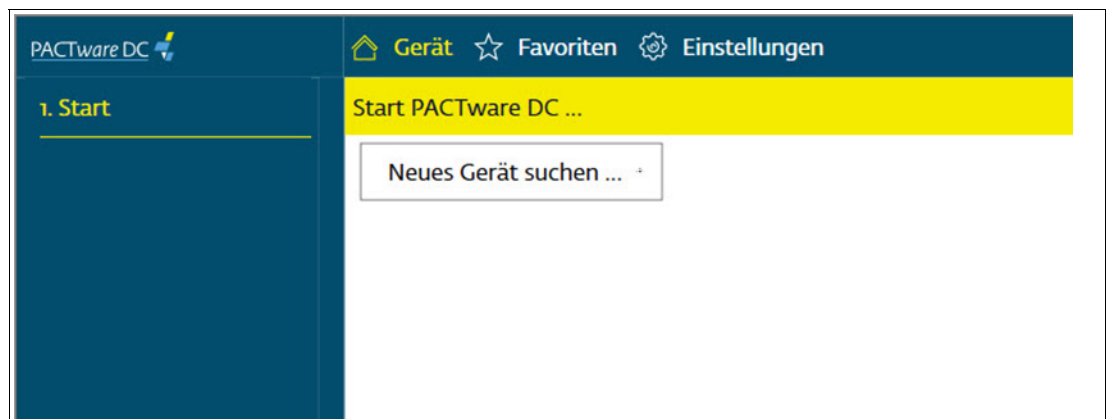 PACTware DC
Gerät Favoriten Einstellungen
1. Start
Start PACTware DC ...
Neues Gerät suchen ...